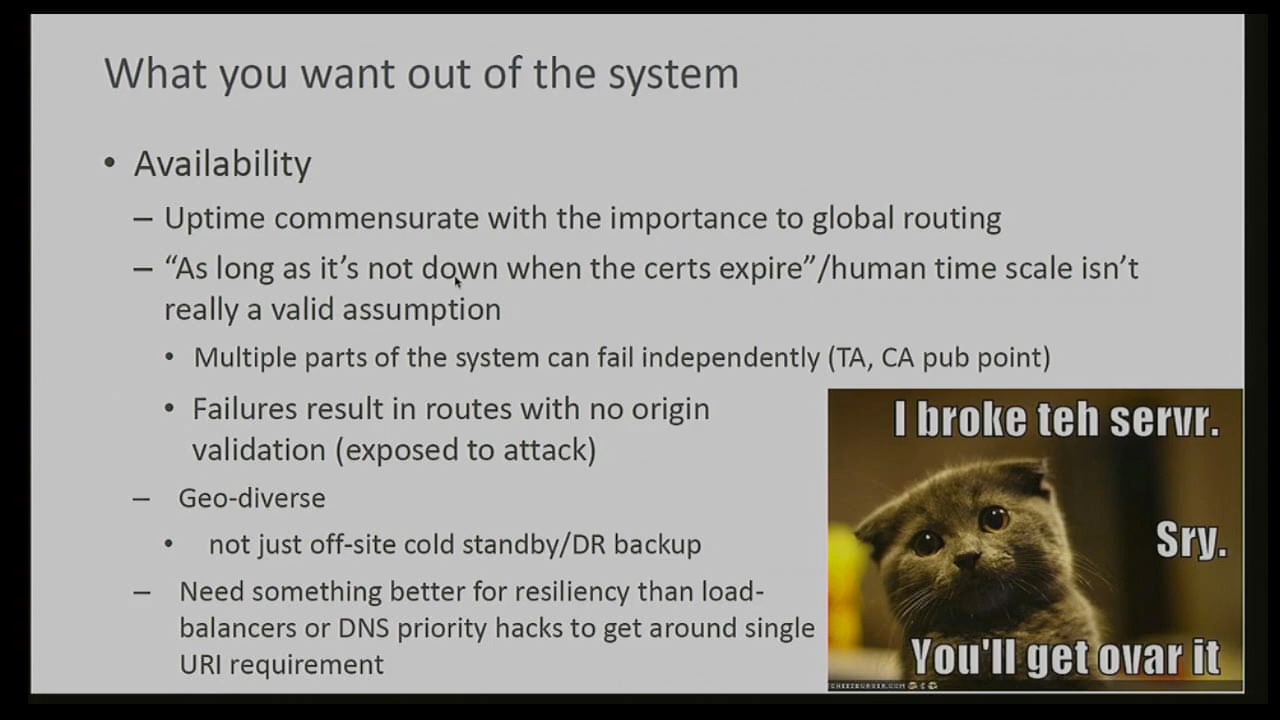 What you want out of the system
• Availability
– Uptime commensurate with the importance to global routing
– “As long as it’s not down when the certs expire”/human time scale isn’t
really a valid assumption
• Multiple parts of the system can fail independently (TA, CA pub point)
• Failures result in routes with no origin
validation (exposed to attack)
– Geo-diverse
• not just off-site cold standby/DR backup
– Need something better for resiliency than load-
balancers or DNS priority hacks to get around single
URI requirement
I broke teh servr.
Sry.
You'll get ovar it